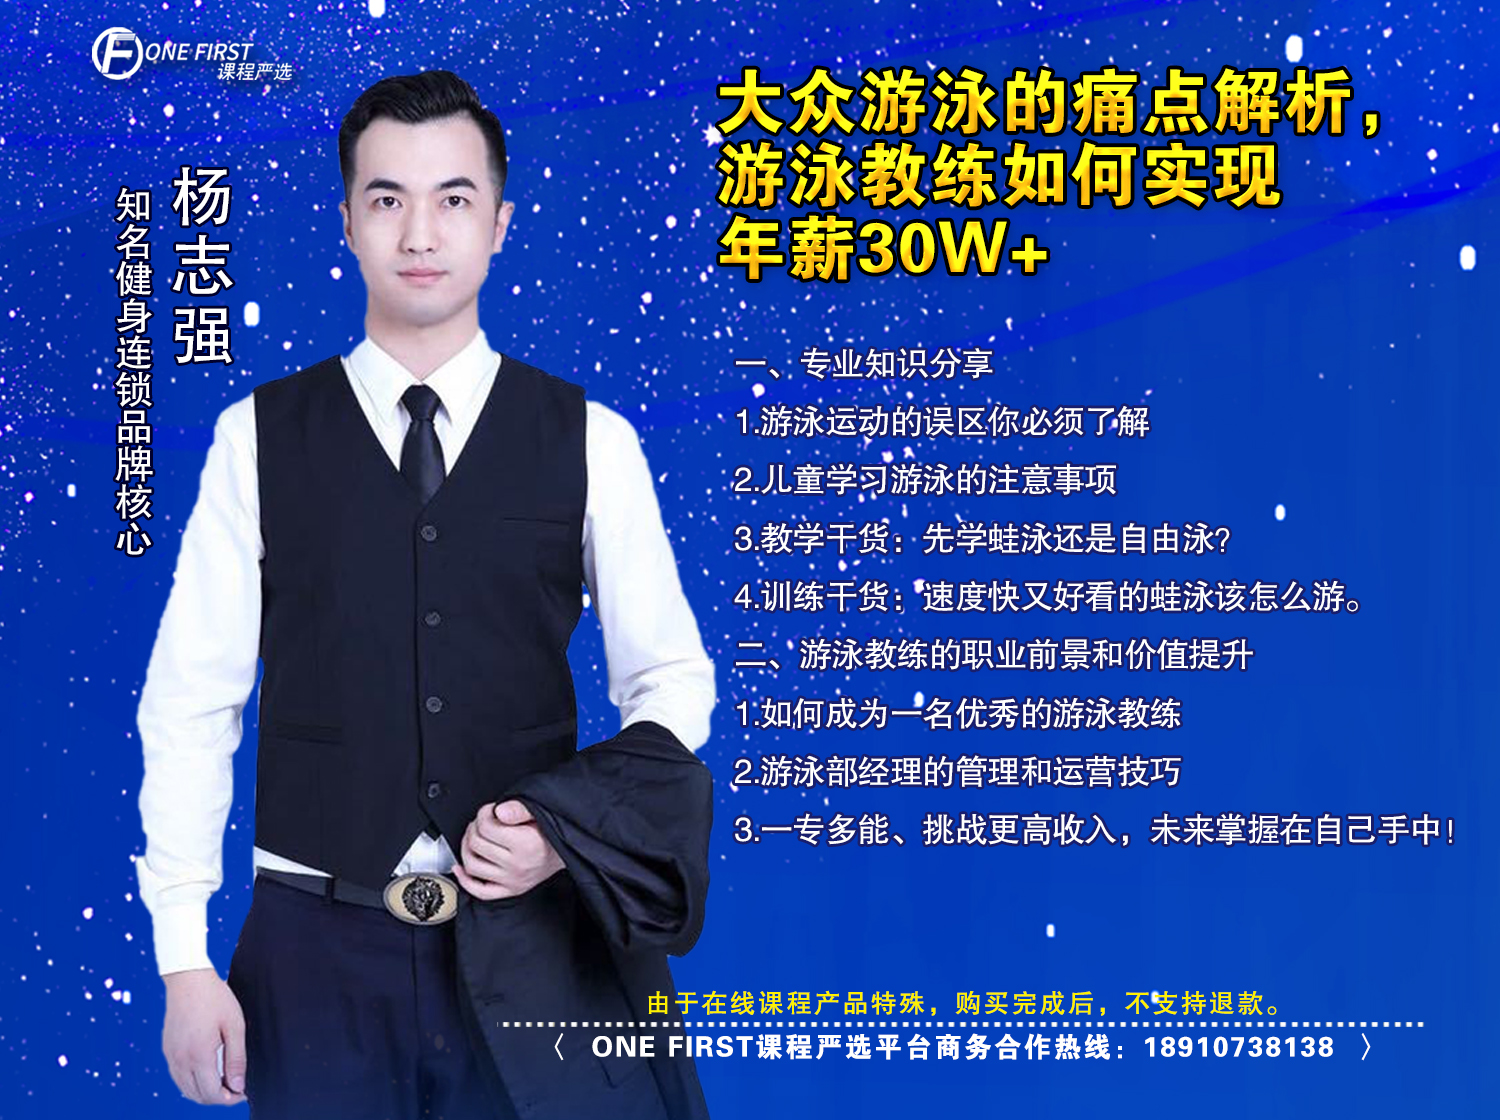 ONE FIRST
课程严选
杨志强
知名健身连锁品牌核心
大众游泳的痛点解析，
游泳教练如何实现
年薪30W+
一、专业知识分享
1.游泳运动的误区你必须了解
2.儿童学习游泳的注意事项
3.教学干货：先学蛙泳还是自由泳？
4.训练干货：速度快又好看的蛙泳该怎么游。
二、游泳教练的职业前景和价值提升
1.如何成为一名优秀的游泳教练
2.游泳部经理的管理和运营技巧
3.一专多能、挑战更高收入，未来掌握在自己手中！
由于在线课程产品特殊，购买完成后，不支持退款。
〈 ONE FIRST课程严选平台商务合作热线：18910738138 〉